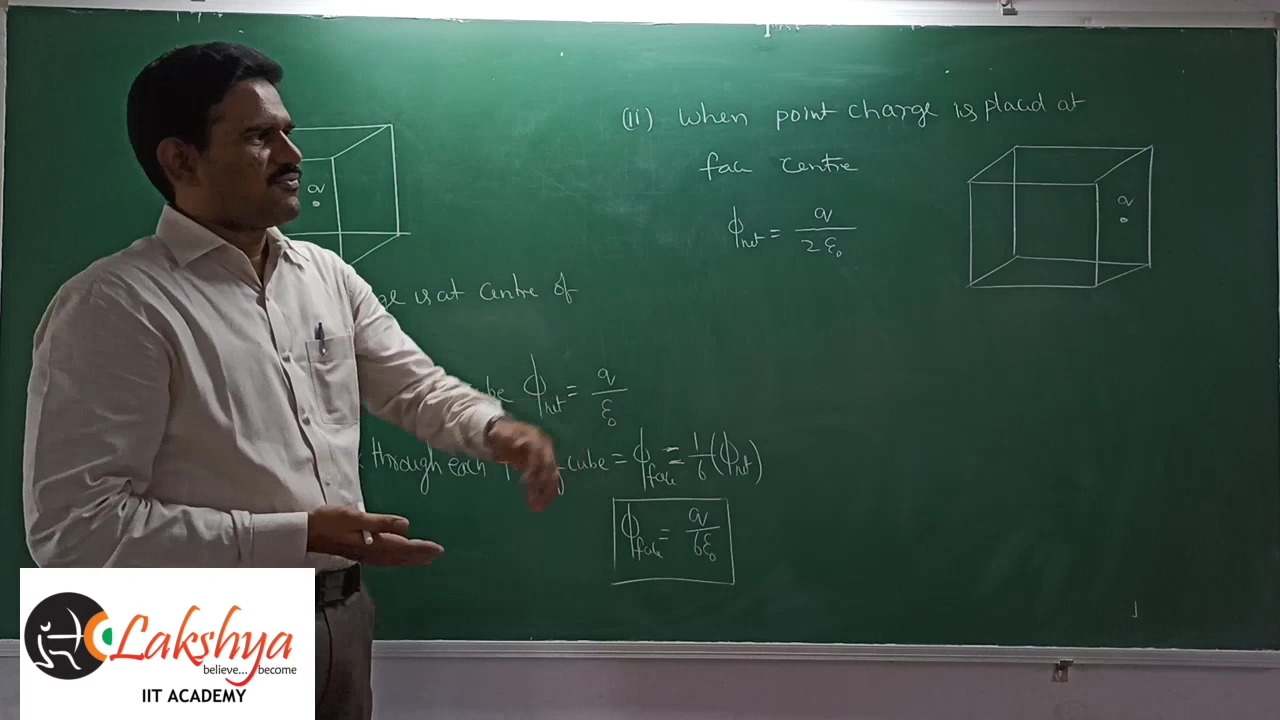 (ii) When point charge is placed at
face centre
ϕnet = q / 2ε₀
q
q
ge is at centre of
ube ϕnet = q / ε₀
through each cube = ϕface = 1/6 (ϕnet)
ϕface = q / 6ε₀
Lakshya
believe... become
IIT ACADEMY